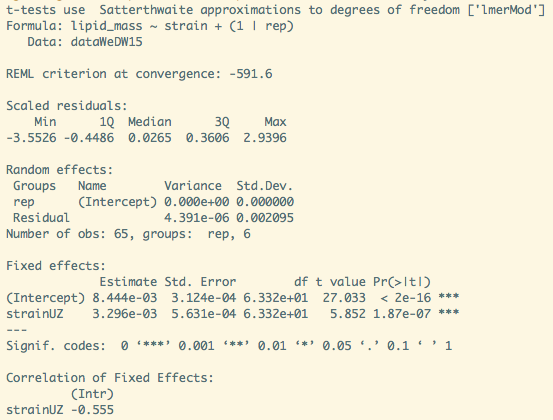 t-tests use  Satterthwaite approximations to degrees of freedom ['lmerMod']
Formula: lipid_mass ~ strain + (1 | rep)
   Data: dataWeDW15

REML criterion at convergence: -591.6

Scaled residuals:
    Min      1Q  Median      3Q     Max
-3.5526 -0.4486  0.0265  0.3606  2.9396

Random effects:
 Groups   Name        Variance  Std.Dev.
 rep      (Intercept) 0.000e+00 0.000000
 Residual             4.391e-06 0.002095
Number of obs: 65, groups:  rep, 6

Fixed effects:
             Estimate Std. Error        df t value Pr(>|t|)
(Intercept) 8.444e-03  3.124e-04 6.332e+01  27.033  < 2e-16 ***
strainUZ    3.296e-03  5.631e-04 6.332e+01   5.852 1.87e-07 ***
---
Signif. codes:  0 ‘***’ 0.001 ‘**’ 0.01 ‘*’ 0.05 ‘.’ 0.1 ‘ ’ 1

Correlation of Fixed Effects:
         (Intr)
strainUZ -0.555